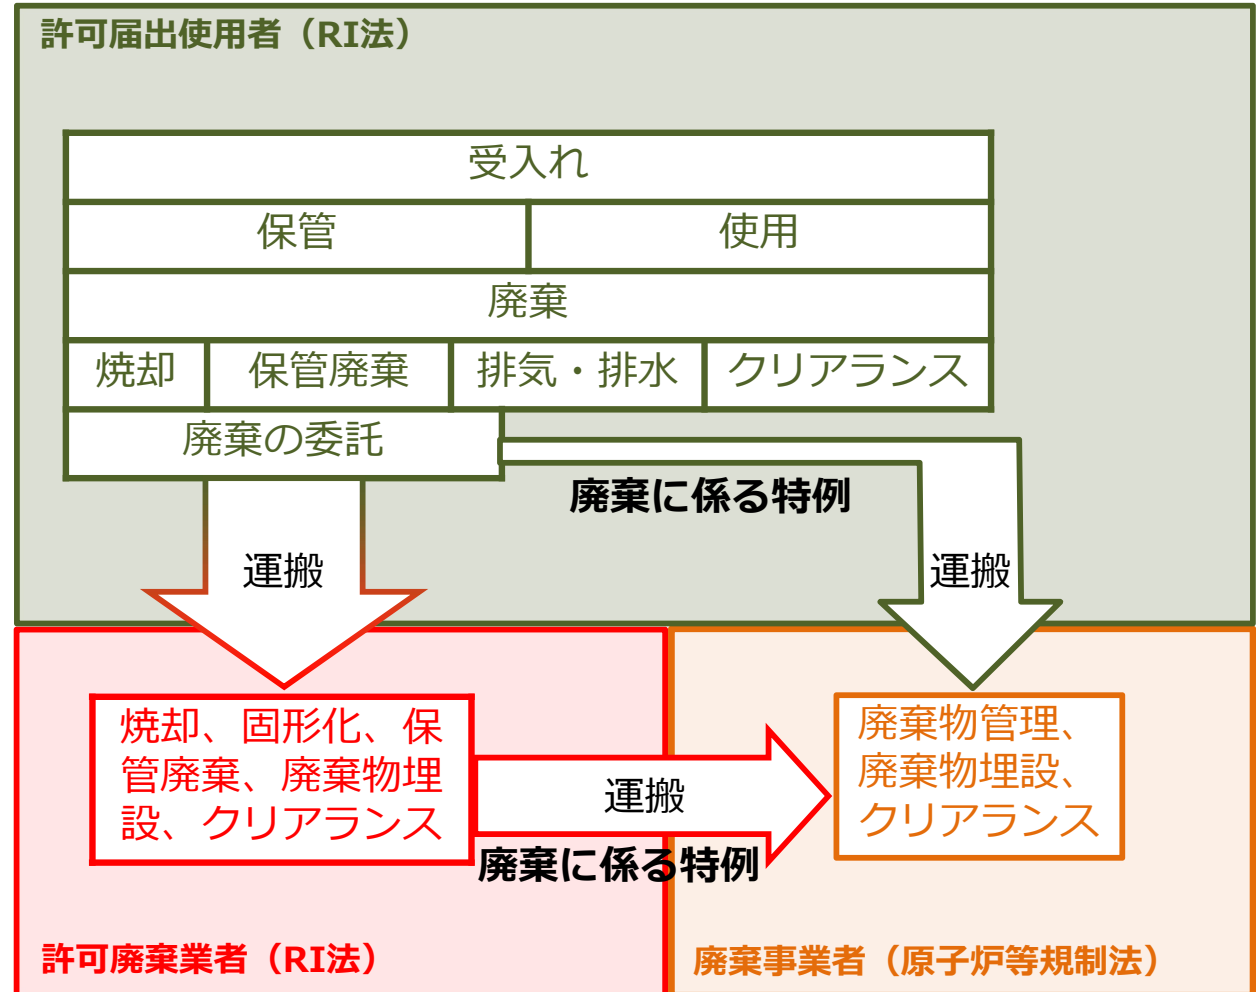 許可届出使用者（RI法）
受入れ
保管
使用
廃棄
焼却
保管廃棄
排気・排水
クリアランス
廃棄の委託
廃棄に係る特例
運搬
運搬
焼却、固形化、保
管廃棄、廃棄物埋
設、クリアランス
運搬
廃棄に係る特例
廃棄物管理、
廃棄物埋設、
クリアランス
許可廃棄業者（RI法）
廃棄事業者（原子炉等規制法）